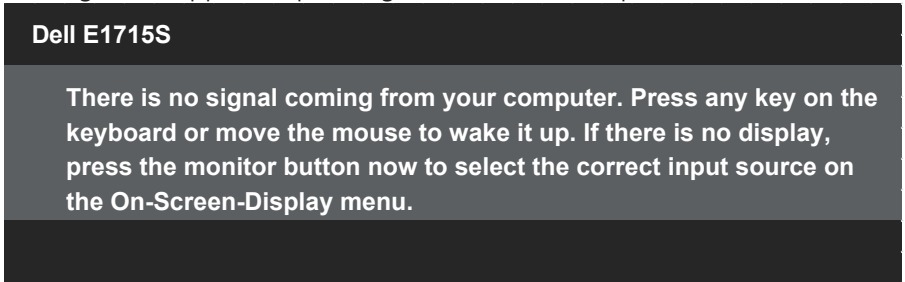 Dell E1715S
There is no signal coming from your computer. Press any key on the
keyboard or move the mouse to wake it up. If there is no display,
press the monitor button now to select the correct input source on
the On-Screen-Display menu.